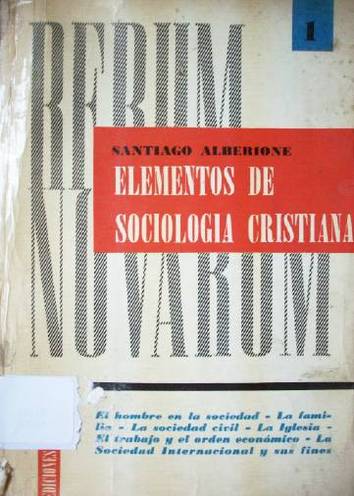 1
RERUM
SANTIAGO ALBERIONE
ELEMENTOS DE
SOCIOLOGIA CRISTIANA
NOVARUM
El hombre en la sociedad - La fami-
lia - La sociedad civil - La Iglesia -
El trabajo y el orden económico - La
Sociedad Internacional y sus fines
EDICIONES